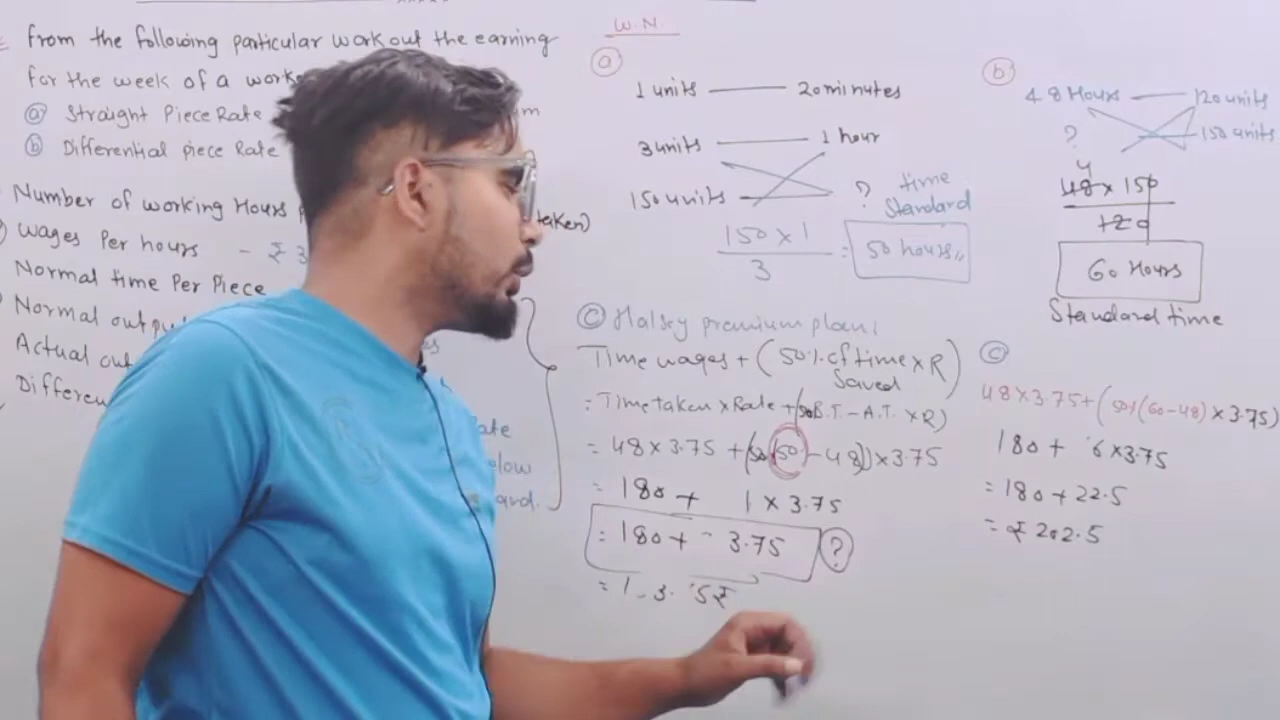 From the following particular work out the earning
for the week of a
a Straight Piece Rate
b Differential piece Rate
Number of working Hours
taken)
Wages Per hours - ₹ 3
Normal time Per Piece
Normal
Actual
W.N.
a
1 units 20 minutes
3 units 1 hour
150 units ? time
Standard
150 x 1
3
= 50 hours,,
b
48 Hours 120 units
? 150 units
4
48 x 150
120
60 Hours
Standard time
C Halsy premium plan:
Time wages + (50% of time x R)
Saved
= Time taken x Rate + (50 B.T. - A.T. x R)
= 48 x 3.75 + (50 (50 - 48)) x 3.75
= 180 + 1 x 3.75
= 180 + 3.75 ?
C
48 x 3.75 + (50% (60-48) x 3.75)
180 + 6 x 3.75
= 180 + 22.5
= ₹ 202.5